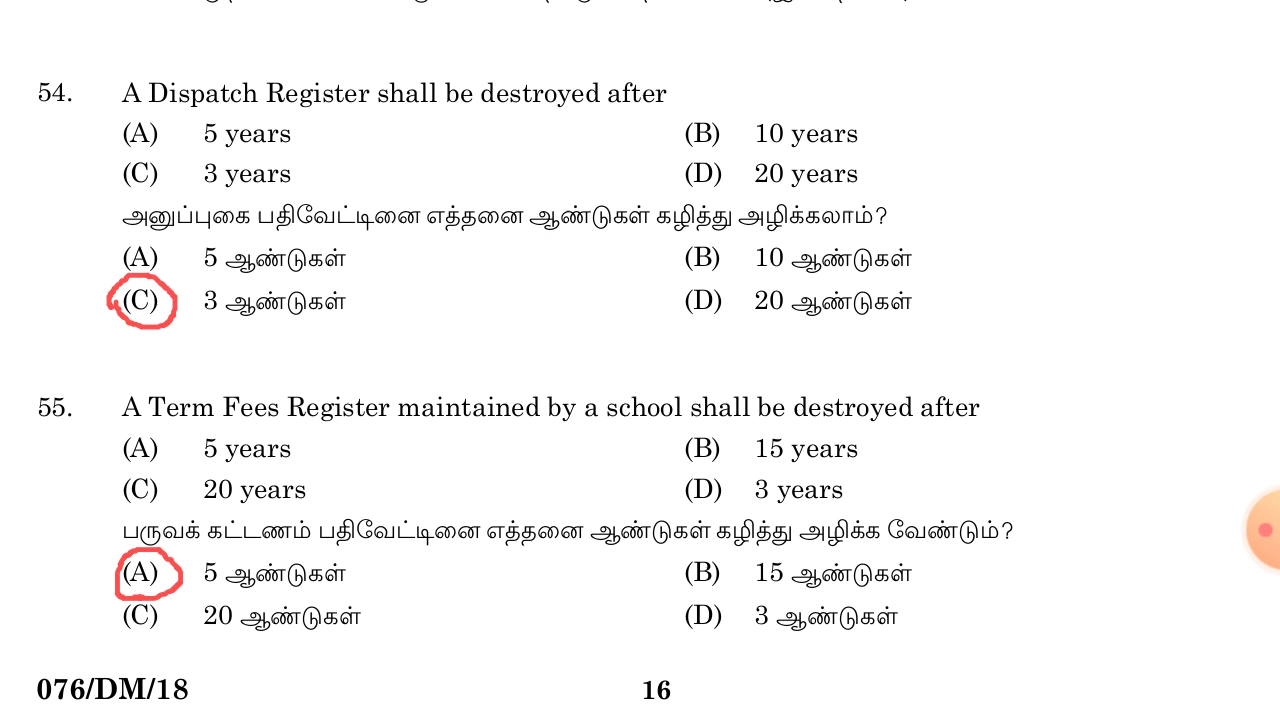 54. A Dispatch Register shall be destroyed after
(A) 5 years (B) 10 years
(C) 3 years (D) 20 years
அனுப்புகை பதிவேட்டினை எத்தனை ஆண்டுகள் கழித்து அழிக்கலாம்?
(A) 5 ஆண்டுகள் (B) 10 ஆண்டுகள்
(C) 3 ஆண்டுகள் (D) 20 ஆண்டுகள்
55. A Term Fees Register maintained by a school shall be destroyed after
(A) 5 years (B) 15 years
(C) 20 years (D) 3 years
பருவக் கட்டணம் பதிவேட்டினை எத்தனை ஆண்டுகள் கழித்து அழிக்க வேண்டும்?
(A) 5 ஆண்டுகள் (B) 15 ஆண்டுகள்
(C) 20 ஆண்டுகள் (D) 3 ஆண்டுகள்
076/DM/18 16